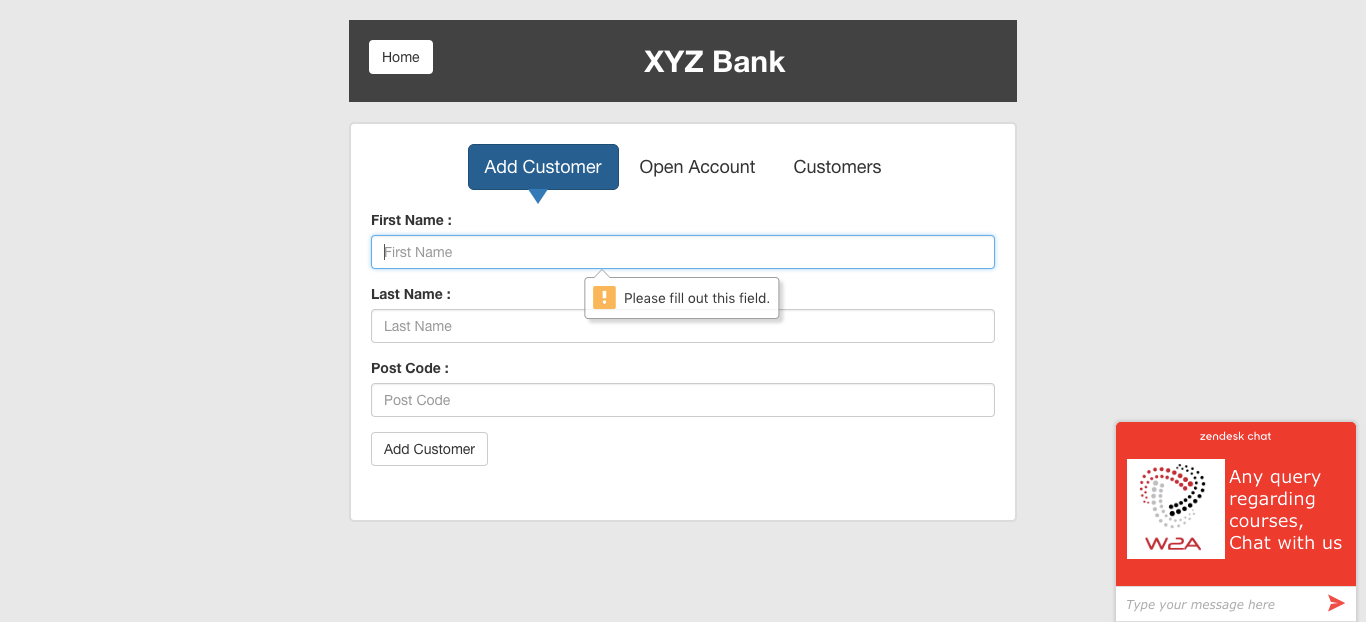 Home
XYZ Bank
Add Customer
Open Account
Customers
First Name :
First Name
! Please fill out this field.
Last Name :
Last Name
Post Code :
Post Code
Add Customer
zendesk chat
Any query
regarding
courses,
Chat with us
W2A
Type your message here